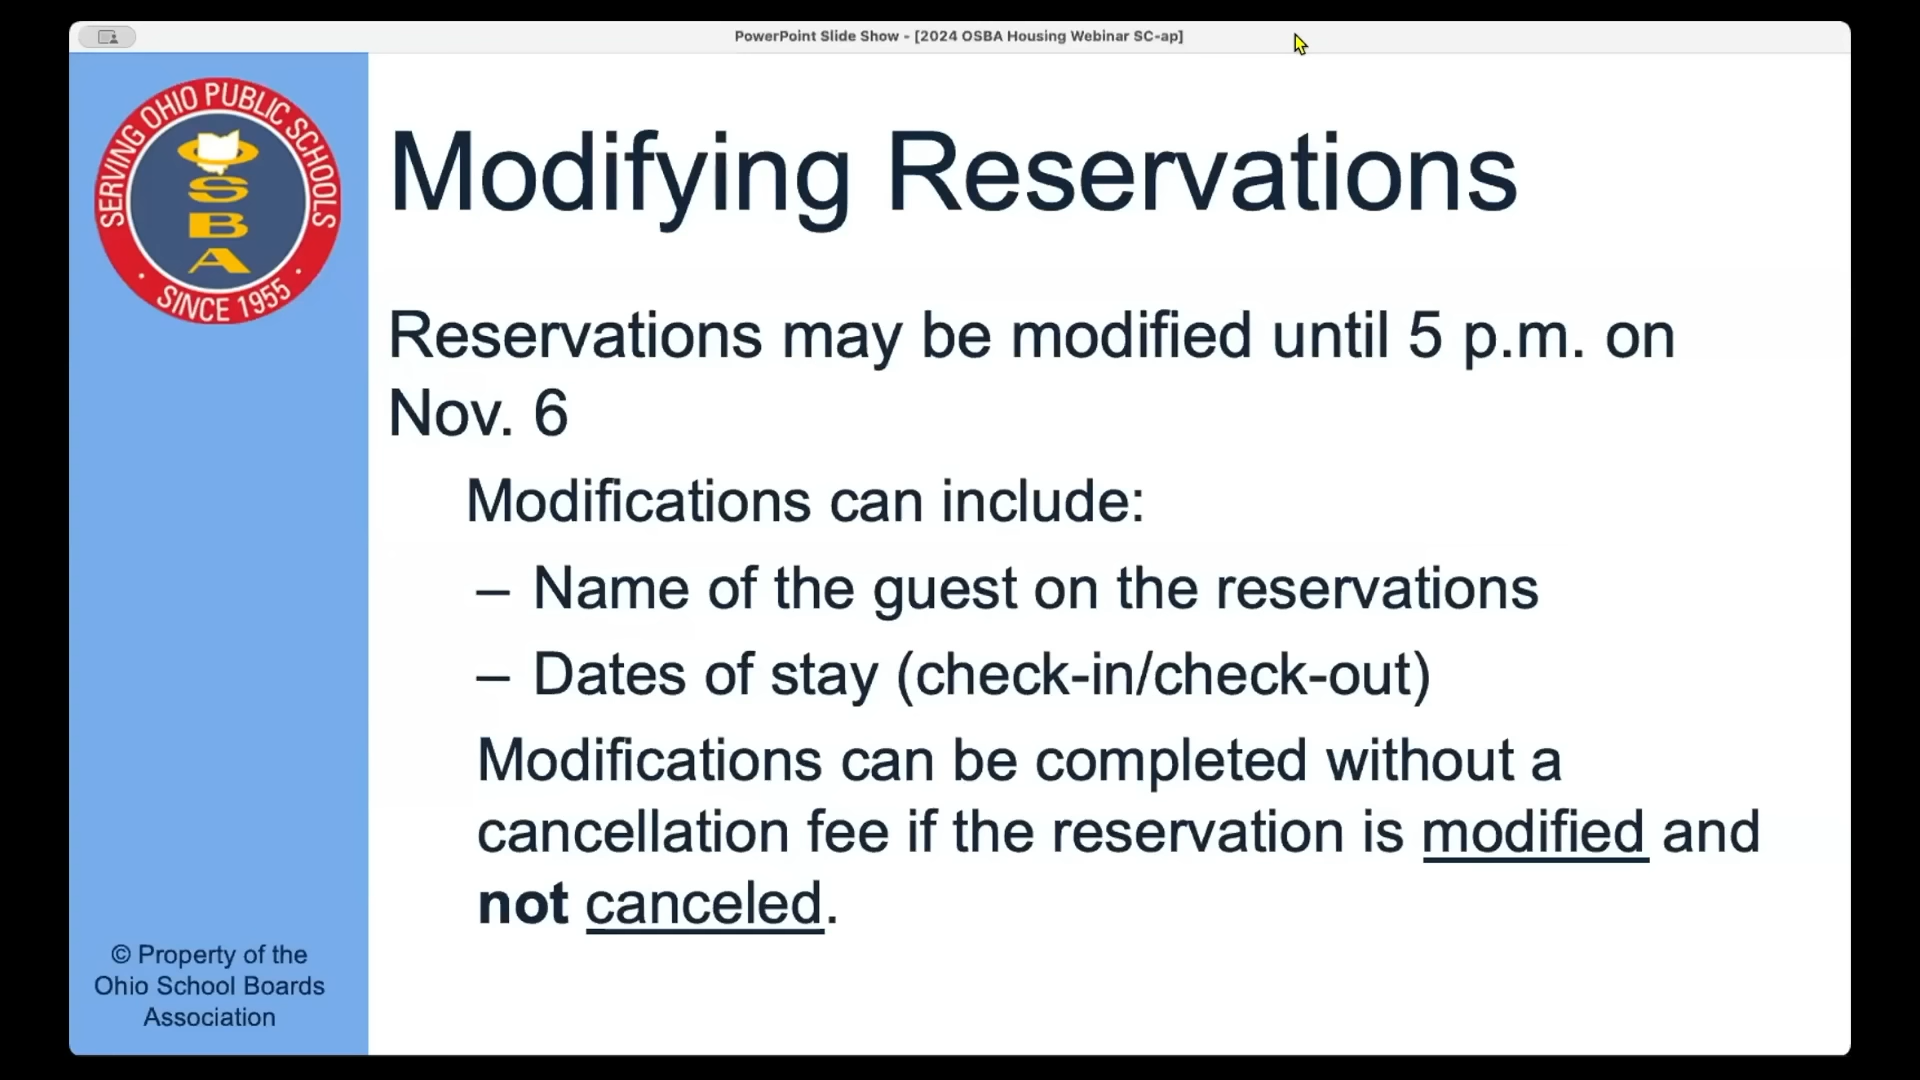 PowerPoint Slide Show - [2024 OSBA Housing Webinar SC-ap]
SERVING OHIO PUBLIC SCHOOLS
O
S
B
A
· SINCE 1955 ·
© Property of the
Ohio School Boards
Association
Modifying Reservations
Reservations may be modified until 5 p.m. on
Nov. 6
Modifications can include:
– Name of the guest on the reservations
– Dates of stay (check-in/check-out)
Modifications can be completed without a
cancellation fee if the reservation is modified and
not canceled.